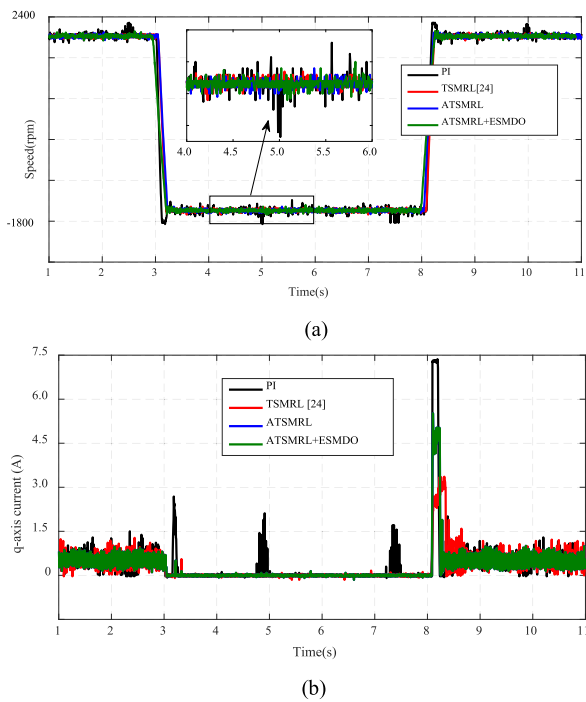 2400
Speed(rpm)
-1800
4.0 4.5 5.0 5.5 6.0
PI
TSMRL[24]
ATSMRL
ATSMRL+ESMDO
1 2 3 4 5 6 7 8 9 10 11
Time(s)
(a)
7.5
6.0
4.5
3.0
1.5
0
q-axis current (A)
PI
TSMRL [24]
ATSMRL
ATSMRL+ESMDO
1 2 3 4 5 6 7 8 9 10 11
Time(s)
(b)